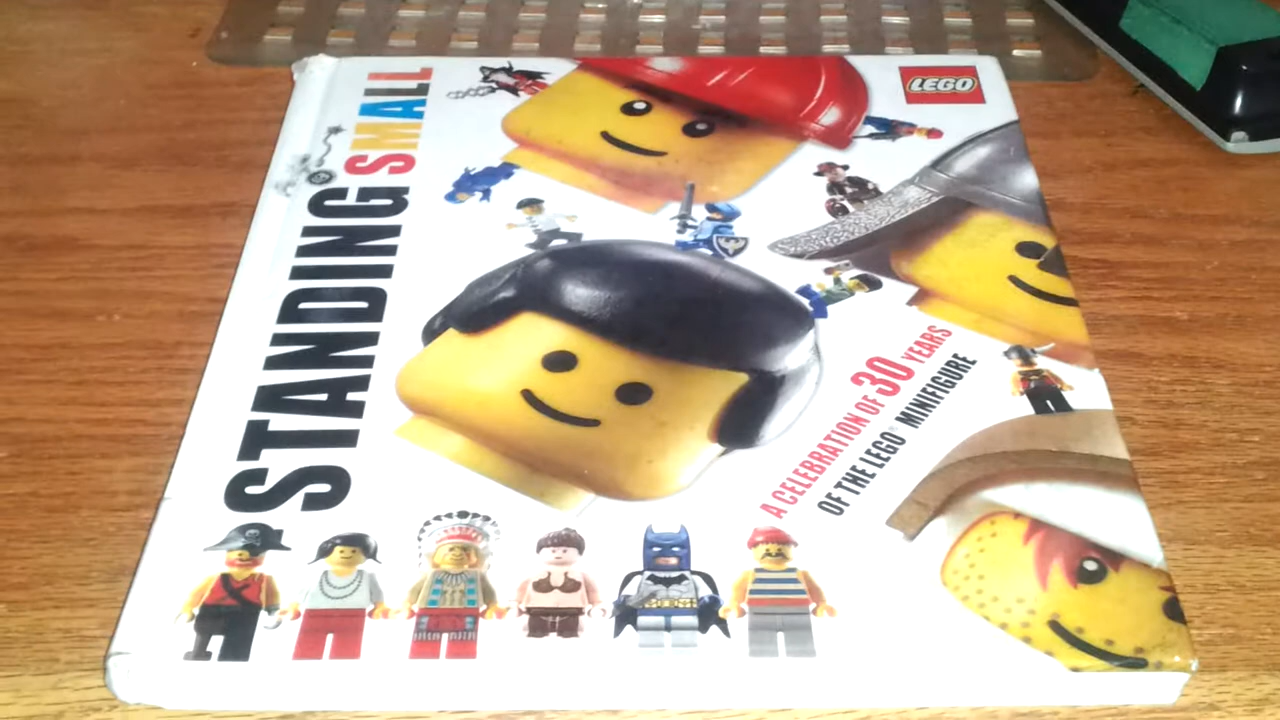 STANDING SMALL
LEGO
A CELEBRATION OF 30 YEARS
OF THE LEGO® MINIFIGURE